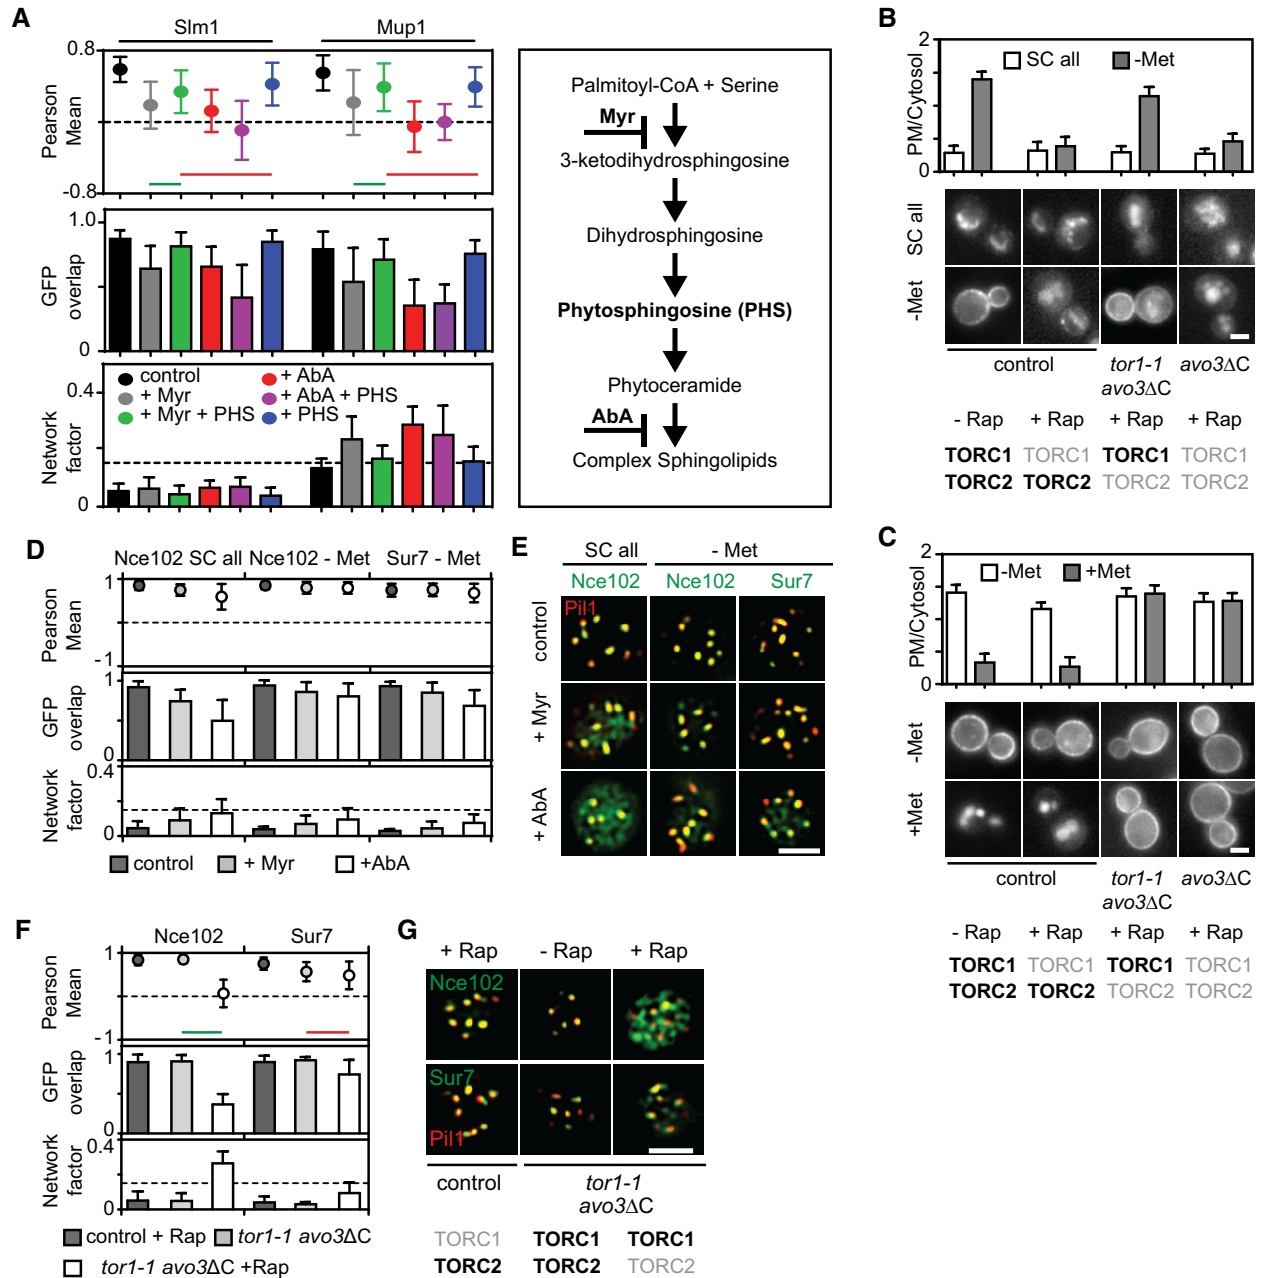 A
Slm1
Mup1
0.8
Pearson
Mean
-0.8
1.0
GFP
overlap
0
control
+ AbA
+ Myr
+ AbA + PHS
+ Myr + PHS
+ PHS
0.4
Network
factor
0
Palmitoyl-CoA + Serine
Myr
3-ketodihydrosphingosine
Dihydrosphingosine
Phytosphingosine (PHS)
Phytoceramide
AbA
Complex Sphingolipids
B
2
SC all
-Met
PM/Cytosol
0
SC all
-Met
control
tor1-1
avo3ΔC
avo3ΔC
- Rap
+ Rap
+ Rap
+ Rap
TORC1 TORC1 TORC1 TORC1
TORC2 TORC2 TORC2 TORC2
C
2
-Met
+Met
PM/Cytosol
0
-Met
+Met
control
tor1-1
avo3ΔC
avo3ΔC
- Rap
+ Rap
+ Rap
+ Rap
TORC1 TORC1 TORC1 TORC1
TORC2 TORC2 TORC2 TORC2
D
Nce102 SC all
Nce102 - Met
Sur7 - Met
1
Pearson
Mean
-1
1
GFP
overlap
0
0.4
Network
factor
0
control
+ Myr
+AbA
E
SC all
- Met
Nce102
Nce102
Sur7
Pil1
control
+ Myr
+ AbA
F
Nce102
Sur7
1
Pearson
Mean
-1
1
GFP
overlap
0
0.4
Network
factor
0
control + Rap
tor1-1 avo3ΔC
tor1-1 avo3ΔC +Rap
G
+ Rap
- Rap
+ Rap
Nce102
Sur7
Pil1
control
tor1-1
avo3ΔC
TORC1 TORC1 TORC1
TORC2 TORC2 TORC2